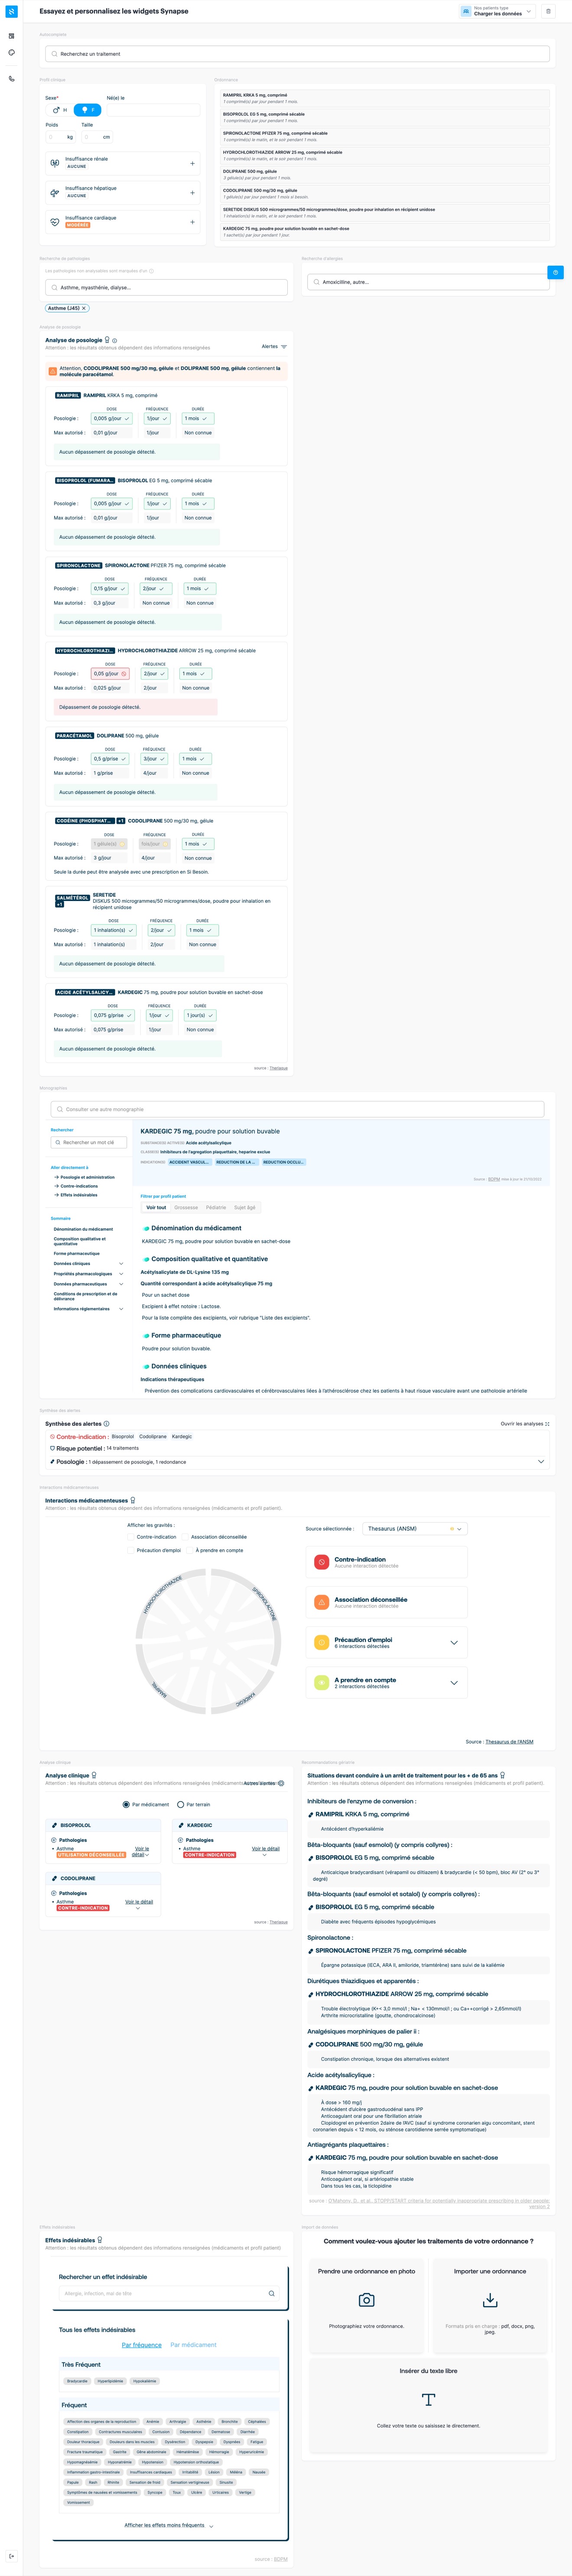 Essayez et personnalisez les widgets Synapse
Nos patients type
Charger les données
Autocomplete
Recherchez un traitement
Profil clinique
Sexe*
Né(e) le
H
F
Poids
Taille
0 kg
0 cm
Insuffisance rénale
AUCUNE
Insuffisance hépatique
AUCUNE
Insuffisance cardiaque
MODÉRÉE
Ordonnance
RAMIPRIL KRKA 5 mg, comprimé
1 comprimé(s) par jour pendant 1 mois.
BISOPROLOL EG 5 mg, comprimé sécable
1 comprimé(s) par jour pendant 1 mois.
SPIRONOLACTONE PFIZER 75 mg, comprimé sécable
1 comprimé(s) le matin, et le soir pendant 1 mois.
HYDROCHLOROTHIAZIDE ARROW 25 mg, comprimé sécable
1 comprimé(s) le matin, et le soir pendant 1 mois.
DOLIPRANE 500 mg, gélule
3 gélule(s) par jour pendant 1 mois.
CODOLIPRANE 500 mg/30 mg, gélule
1 gélule(s) par jour pendant 1 mois si besoin.
SERETIDE DISKUS 500 microgrammes/50 microgrammes/dose, poudre pour inhalation en récipient unidose
1 inhalation(s) le matin, et le soir pendant 1 mois.
KARDEGIC 75 mg, poudre pour solution buvable en sachet-dose
1 sachet(s) par jour pendant 1 jour.
Recherche de pathologies
Les pathologies non analysables sont marquées d'un
Asthme, myasthénie, dialyse...
Asthme (J45)
Recherche d'allergies
Amoxicilline, autre...
Analyse de posologie
Analyse de posologie
Attention : les résultats obtenus dépendent des informations renseignées
Alertes
Attention, CODOLIPRANE 500 mg/30 mg, gélule et DOLIPRANE 500 mg, gélule contiennent la
molécule paracétamol.
RAMIPRIL RAMIPRIL KRKA 5 mg, comprimé
DOSE FRÉQUENCE DURÉE
Posologie : 0,005 g/jour 1/jour 1 mois
Max autorisé : 0,01 g/jour 1/jour Non connue
Aucun dépassement de posologie détecté.
BISOPROLOL (FUMARA... BISOPROLOL EG 5 mg, comprimé sécable
DOSE FRÉQUENCE DURÉE
Posologie : 0,005 g/jour 1/jour 1 mois
Max autorisé : 0,01 g/jour 1/jour Non connue
Aucun dépassement de posologie détecté.
SPIRONOLACTONE SPIRONOLACTONE PFIZER 75 mg, comprimé sécable
DOSE FRÉQUENCE DURÉE
Posologie : 0,15 g/jour 2/jour 1 mois
Max autorisé : 0,3 g/jour Non connue Non connue
Aucun dépassement de posologie détecté.
HYDROCHLOROTHIAZI... HYDROCHLOROTHIAZIDE ARROW 25 mg, comprimé sécable
DOSE FRÉQUENCE DURÉE
Posologie : 0,05 g/jour 2/jour 1 mois
Max autorisé : 0,025 g/jour 2/jour Non connue
Dépassement de posologie détecté.
PARACÉTAMOL DOLIPRANE 500 mg, gélule
DOSE FRÉQUENCE DURÉE
Posologie : 0,5 g/prise 3/jour 1 mois
Max autorisé : 1 g/prise 4/jour Non connue
Aucun dépassement de posologie détecté.
CODÉINE (PHOSPHAT... +1 CODOLIPRANE 500 mg/30 mg, gélule
DOSE FRÉQUENCE DURÉE
Posologie : 1 gélule(s) fois/jour 1 mois
Max autorisé : 3 g/jour 4/jour Non connue
Seule la durée peut être analysée avec une prescription en Si Besoin.
SALMÉTÉROL +1 SERETIDE
DISKUS 500 microgrammes/50 microgrammes/dose, poudre pour inhalation en
récipient unidose
DOSE FRÉQUENCE DURÉE
Posologie : 1 inhalation(s) 2/jour 1 mois
Max autorisé : 1 inhalation(s) 2/jour Non connue
Aucun dépassement de posologie détecté.
ACIDE ACÉTYLSALICY... KARDEGIC 75 mg, poudre pour solution buvable en sachet-dose
DOSE FRÉQUENCE DURÉE
Posologie : 0,075 g/prise 1/jour 1 jour(s)
Max autorisé : 0,075 g/prise 1/jour Non connue
Aucun dépassement de posologie détecté.
source : Theriaque
Monographies
Consulter une autre monographie
Rechercher
Rechercher un mot clé
Aller directement à
Posologie et administration
Contre-indications
Effets indésirables
Sommaire
Dénomination du médicament
Composition qualitative et
quantitative
Forme pharmaceutique
Données cliniques
Propriétés pharmacologiques
Données pharmaceutiques
Conditions de prescription et de
délivrance
Informations réglementaires
KARDEGIC 75 mg, poudre pour solution buvable
SUBSTANCE(S) ACTIVE(S): Acide acétylsalicylique
CLASSE(S): Inhibiteurs de l'agrégation plaquettaire, heparine exclue
INDICATION(S): ACCIDENT VASCUL... REDUCTION DE LA ... REDUCTION OCCLU...
Filtrer par profil patient
Voir tout Grossesse Pédiatrie Sujet âgé
Dénomination du médicament
KARDEGIC 75 mg, poudre pour solution buvable en sachet-dose
Composition qualitative et quantitative
Acétylsalicylate de DL-Lysine 135 mg
Quantité correspondant à acide acétylsalicylique 75 mg
Pour un sachet dose
Excipient à effet notoire : Lactose.
Pour la liste complète des excipients, voir rubrique "Liste des excipients".
Forme pharmaceutique
Poudre pour solution buvable.
Données cliniques
Indications thérapeutiques
Prévention des complications cardiovasculaires et cérébrovasculaires liées à l'athérosclérose chez les patients à haut risque vasculaire avant une pathologie artérielle
Synthèse des alertes
Synthèse des alertes
Ouvrir les analyses
Contre-indication : Bisoprolol Codoliprane Kardegic
Risque potentiel : 14 traitements
Posologie : 1 dépassement de posologie, 1 redondance
Interactions médicamenteuses
Interactions médicamenteuses
Attention : les résultats obtenus dépendent des informations renseignées (médicaments et profil patient).
Afficher les gravités :
Contre-indication Association déconseillée
Précaution d'emploi À prendre en compte
HYDROCHLOROTHIAZIDE
SPIRONOLACTONE
RAMIPRIL
KARDEGIC
Source sélectionnée : Thesaurus (ANSM)
Contre-indication
Aucune interaction détectée
Association déconseillée
Aucune interaction détectée
Précaution d'emploi
6 interactions détectées
A prendre en compte
2 interactions détectées
Source : Thesaurus de l'ANSM
Analyse clinique
Analyse clinique
Attention : les résultats obtenus dépendent des informations renseignées (médicaments
Autres alertes
Par médicament Par terrain
BISOPROLOL
Pathologies
Asthme
UTILISATION DÉCONSEILLÉE
Voir le
détail
KARDEGIC
Pathologies
Asthme
CONTRE-INDICATION
Voir le détail
CODOLIPRANE
Pathologies
Asthme
CONTRE-INDICATION
Voir le détail
source : Theriaque
Recommandations gériatrie
Situations devant conduire à un arrêt de traitement pour les + de 65 ans
Attention : les résultats obtenus dépendent des informations renseignées (médicaments et profil patient).
Inhibiteurs de l'enzyme de conversion :
RAMIPRIL KRKA 5 mg, comprimé
Antécédent d'hyperkaliémie
Bêta-bloquants (sauf esmolol) (y compris collyres) :
BISOPROLOL EG 5 mg, comprimé sécable
Anticalcique bradycardisant (vérapamil ou diltiazem) & bradycardie (< 50 bpm), bloc AV (2° ou 3°
degré)
Bêta-bloquants (sauf esmolol et sotalol) (y compris collyres) :
BISOPROLOL EG 5 mg, comprimé sécable
Diabète avec fréquents épisodes hypoglycémiques
Spironolactone :
SPIRONOLACTONE PFIZER 75 mg, comprimé sécable
Épargne potassique (IECA, ARA II, amiloride, triamtérène) sans suivi de la kaliémie
Diurétiques thiazidiques et apparentés :
HYDROCHLOROTHIAZIDE ARROW 25 mg, comprimé sécable
Trouble électrolytique (K+< 3,0 mmol/l ; Na+ < 130mmol/l ; ou Ca++corrigé > 2,65mmol/l)
Arthrite microcristalline (goutte, chondrocalcinose)
Analgésiques morphiniques de palier ii :
CODOLIPRANE 500 mg/30 mg, gélule
Constipation chronique, lorsque des alternatives existent
Acide acétylsalicylique :
KARDEGIC 75 mg, poudre pour solution buvable en sachet-dose
À dose > 160 mg/j
Antécédent d'ulcère gastroduodénal sans IPP
Anticoagulant oral pour une fibrillation atriale
Clopidogrel en prévention 2daire de l'AVC (sauf si syndrome coronarien aigu concomitant, stent
coronarien depuis < 12 mois, ou sténose carotidienne serrée symptomatique)
Antiagrégants plaquettaires :
KARDEGIC 75 mg, poudre pour solution buvable en sachet-dose
Risque hémorragique significatif
Anticoagulant oral, si artériopathie stable
Dans tous les cas, la ticlopidine
source : O'Mahony, D., et al., STOPP/START criteria for potentially inappropriate prescribing in older people:
version 3
Effets indésirables
Effets indésirables
Attention : les résultats obtenus dépendent des informations renseignées (médicaments et profil patient)
Rechercher un effet indésirable
Alergie, infection, mal de tête
Tous les effets indésirables
Par fréquence Par médicament
Très Fréquent
Bradycardie Hyperlipidémie Hypokaliémie
Fréquent
Affection des organes de la reproduction Anémie Arthralgie Asthénie Bronchite Céphalées
Constipation Contractures musculaires Contusion Dépendance Dermatose Diarrhée
Douleur thoracique Douleurs dans les muscles Dysérection Dyspepsie Dyspnées Fatigue
Fracture traumatique Gastrite Gêne abdominale Hématémèse Hémorragie Hyperuricémie
Hypomagnésémie Hyponatrémie Hypotension Hypotension orthostatique
Inflammation gastro-intestinale Insuffisances cardiaques Irritabilité Lésion Méléna Nausée
Papule Rash Rhinite Sensation de froid Sensation vertigineuse Sinusite
Symptômes de nausées et vomissements Syncope Toux Ulcère Urticaires Vertige
Vomissement
Afficher les effets moins fréquents
source : BDPM
Import de données
Comment voulez-vous ajouter les traitements de votre ordonnance ?
Prendre une ordonnance en photo
Photographiez votre ordonnance.
Importer une ordonnance
Formats pris en charge : pdf, docx, png,
jpeg.
Insérer du texte libre
Collez votre texte ou saisissez le directement.